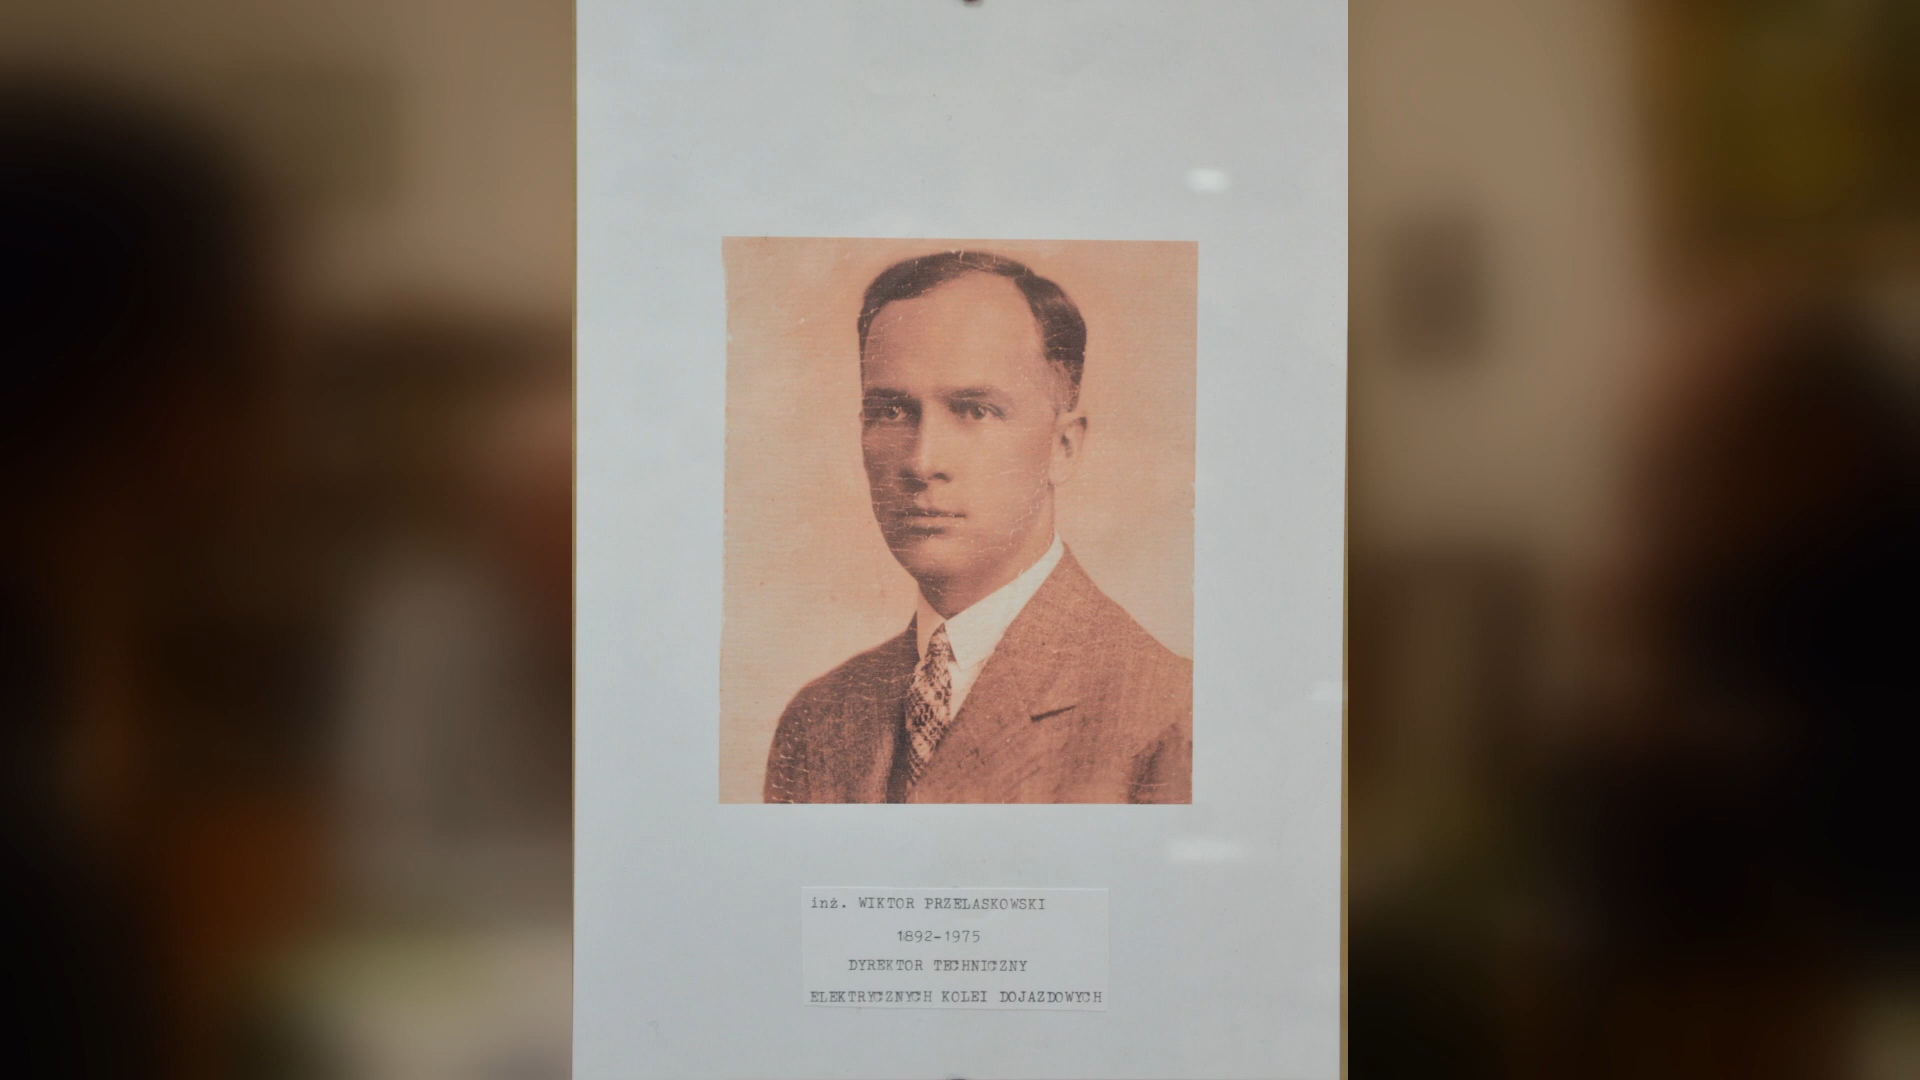 inż. WIKTOR PRZELASKOWSKI
1892-1975
DYREKTOR TECHNICZNY
ELEKTRYCZNYCH KOLEI DOJAZDOWYCH